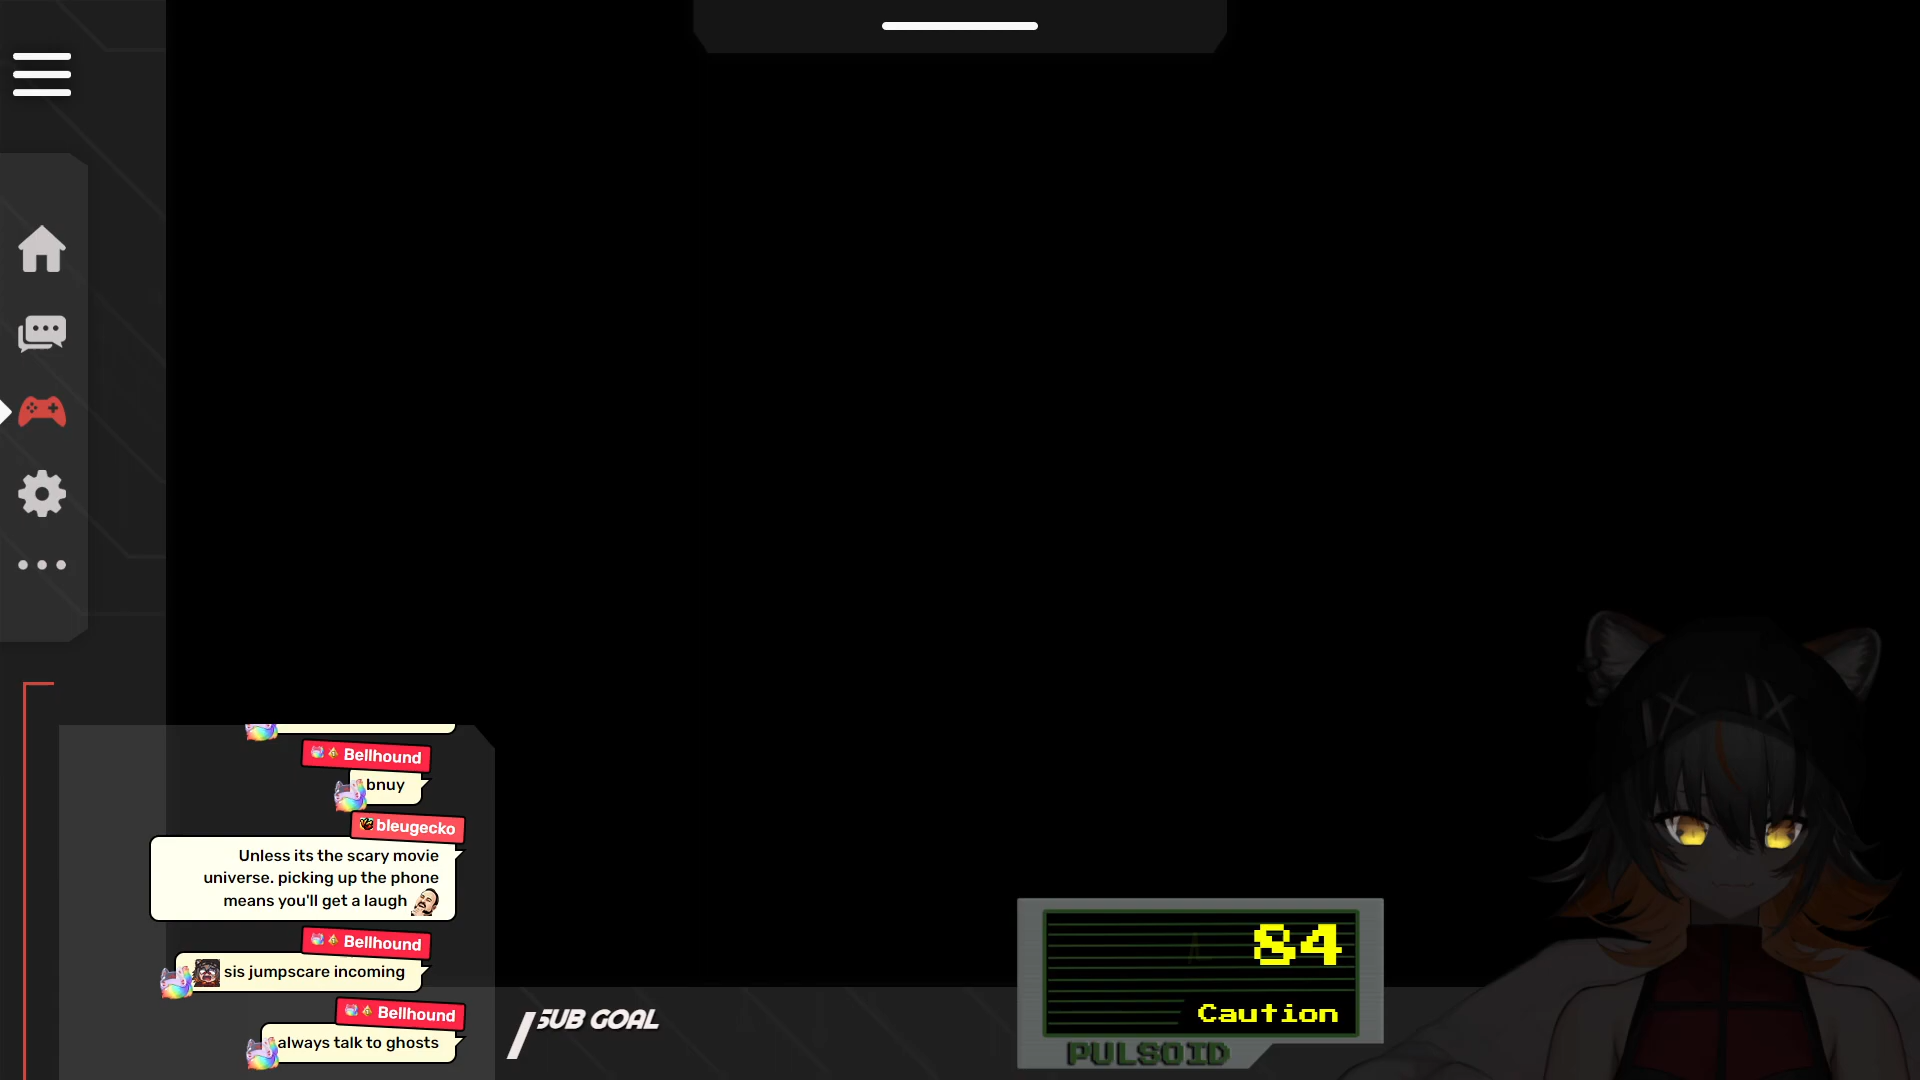 Bellhound
bnuy
bleugecko
Unless its the scary movie
universe. picking up the phone
means you'll get a laugh
Bellhound
sis jumpscare incoming
Bellhound
always talk to ghosts
SUB GOAL
84
Caution
PULSOID